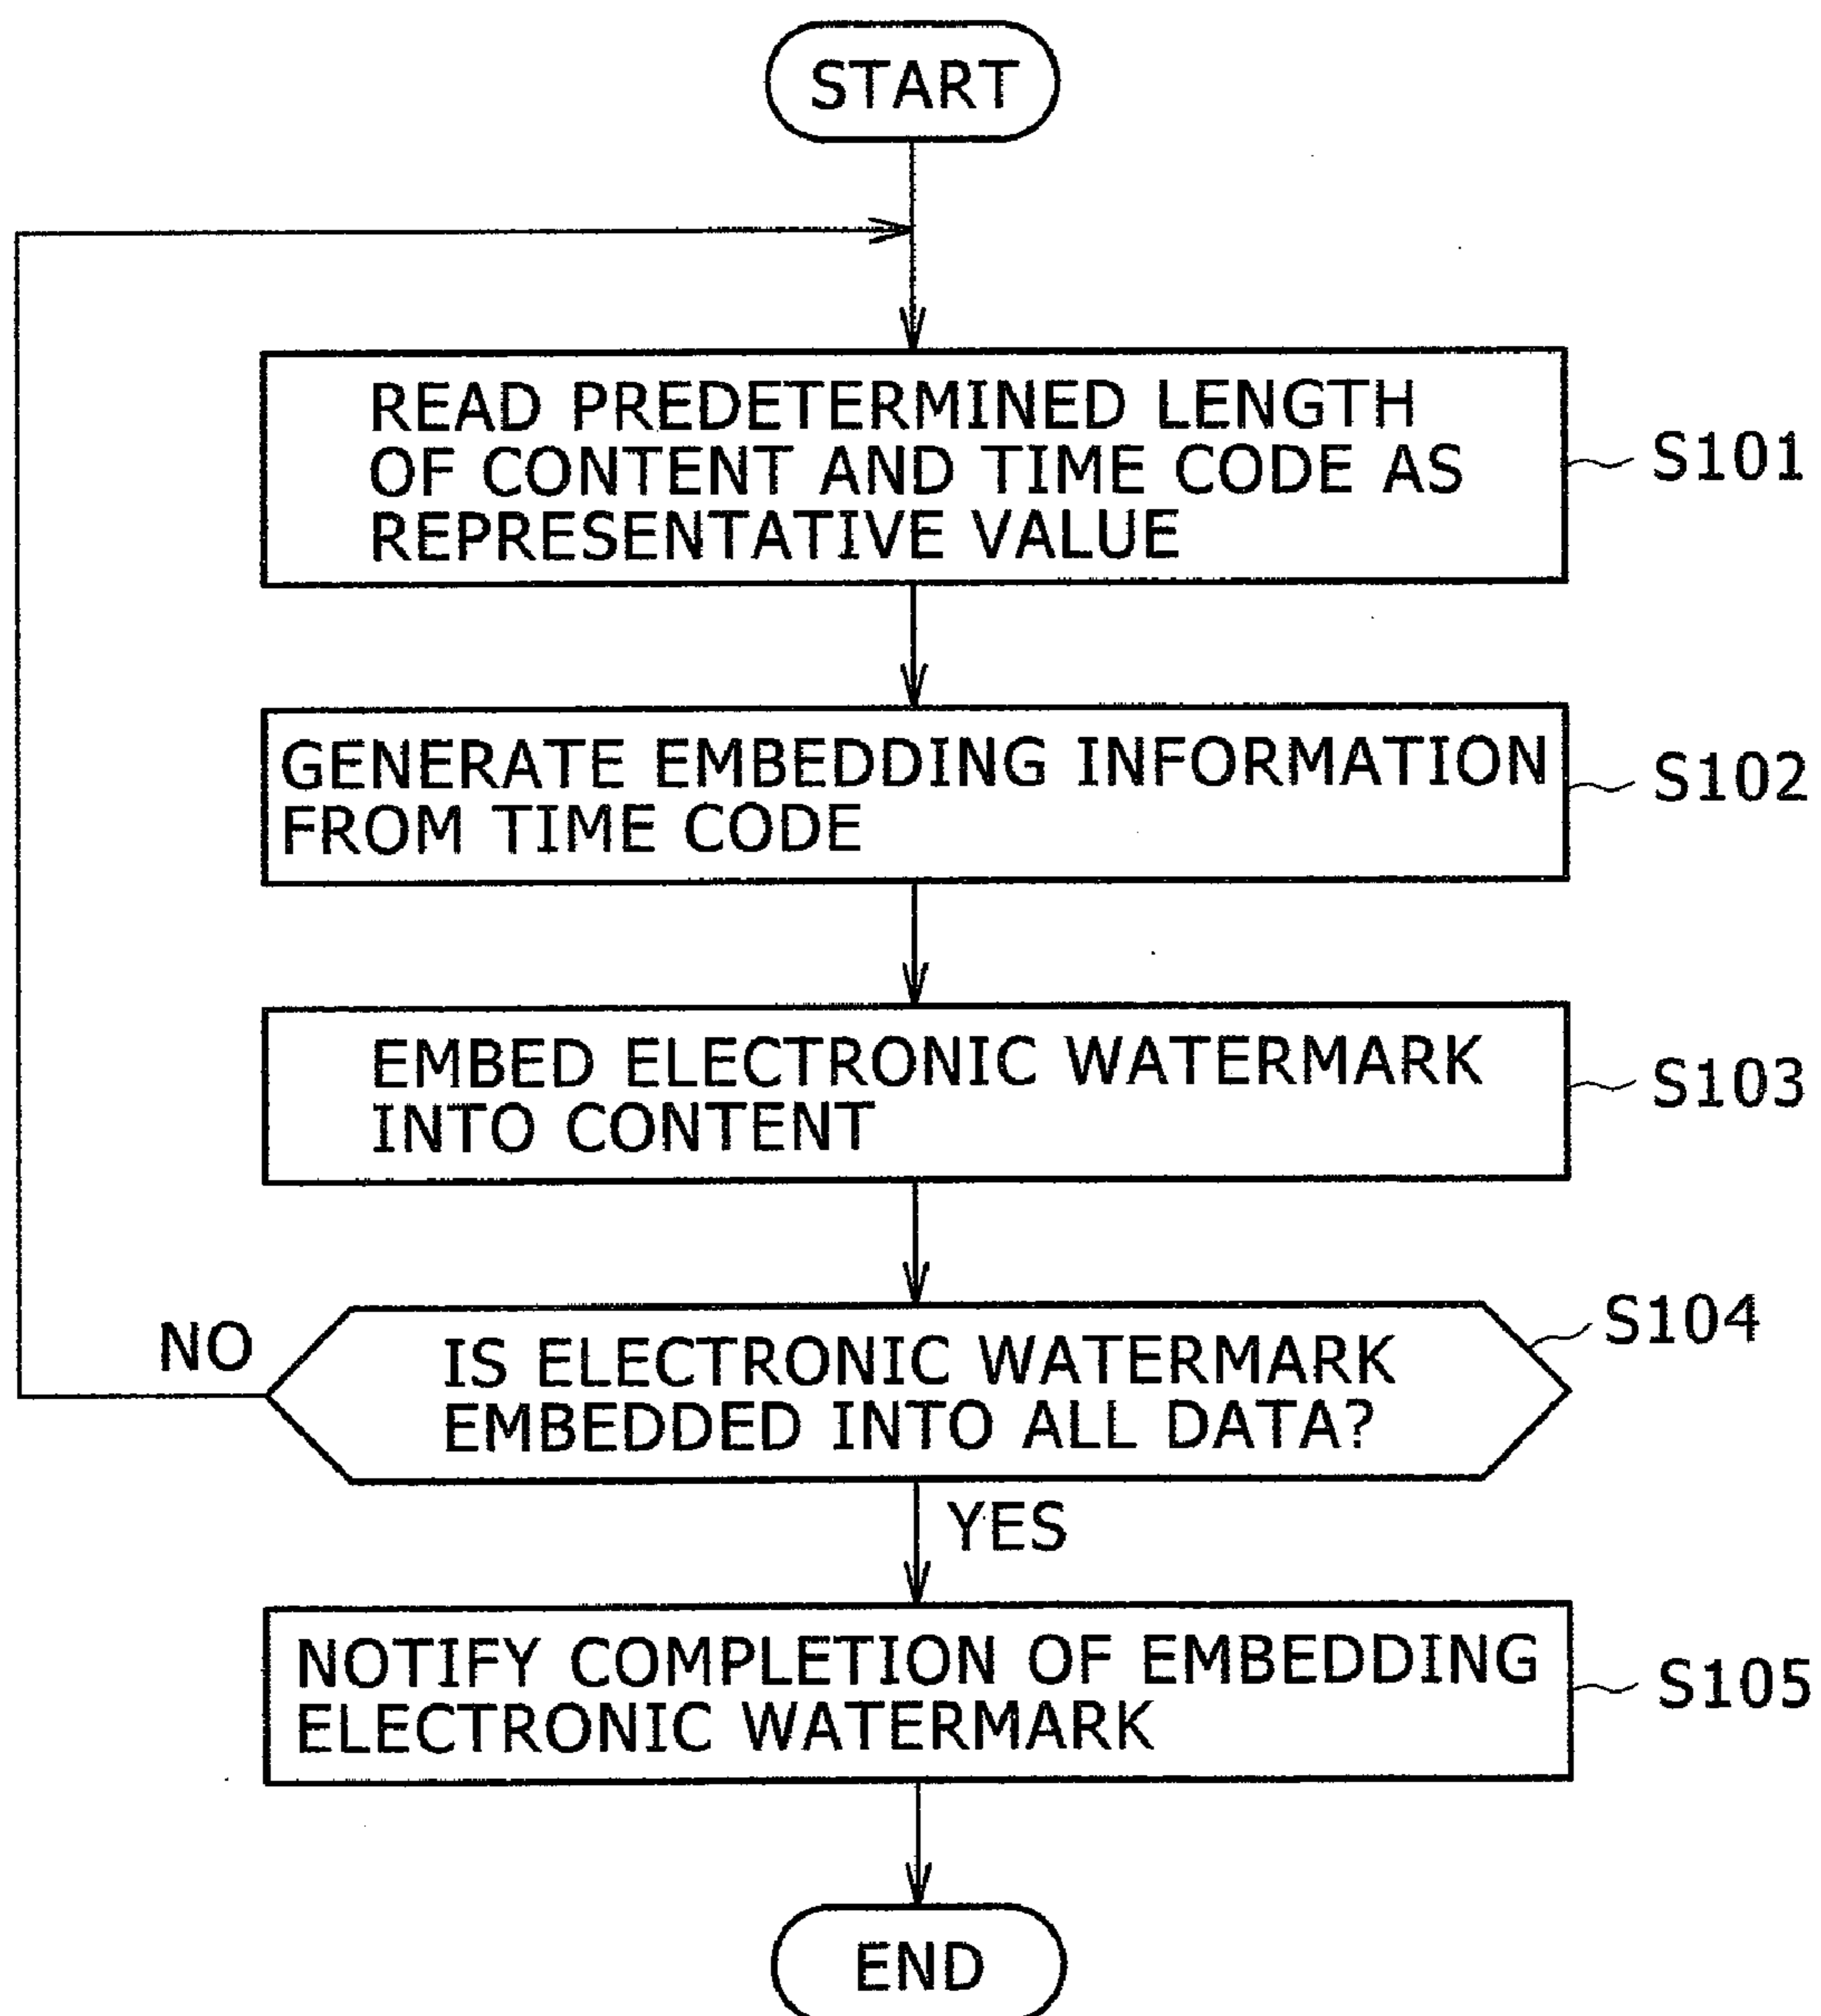 START
READ PREDETERMINED LENGTH
OF CONTENT AND TIME CODE AS
REPRESENTATIVE VALUE
S101
GENERATE EMBEDDING INFORMATION
FROM TIME CODE
S102
EMBED ELECTRONIC WATERMARK
INTO CONTENT
S103
S104
NO
IS ELECTRONIC WATERMARK
EMBEDDED INTO ALL DATA?
YES
NOTIFY COMPLETION OF EMBEDDING
ELECTRONIC WATERMARK
S105
END